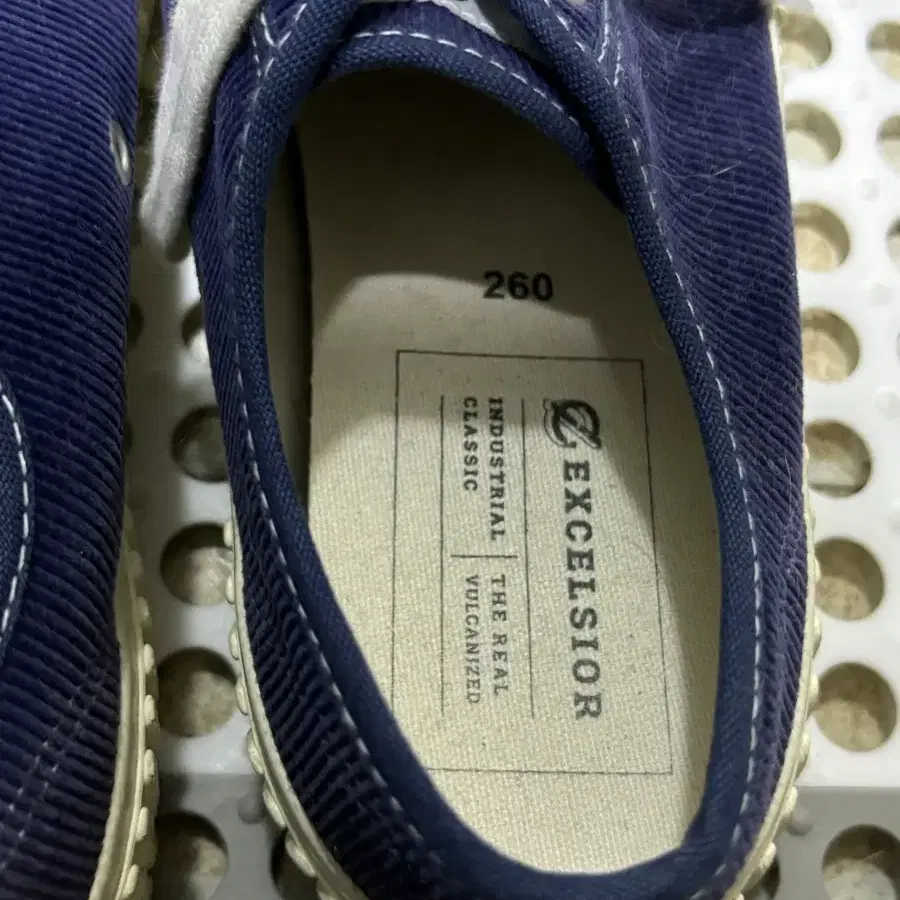 260
EXCELSIOR
INDUSTRIAL
CLASSIC
THE REAL
VULCANIZED